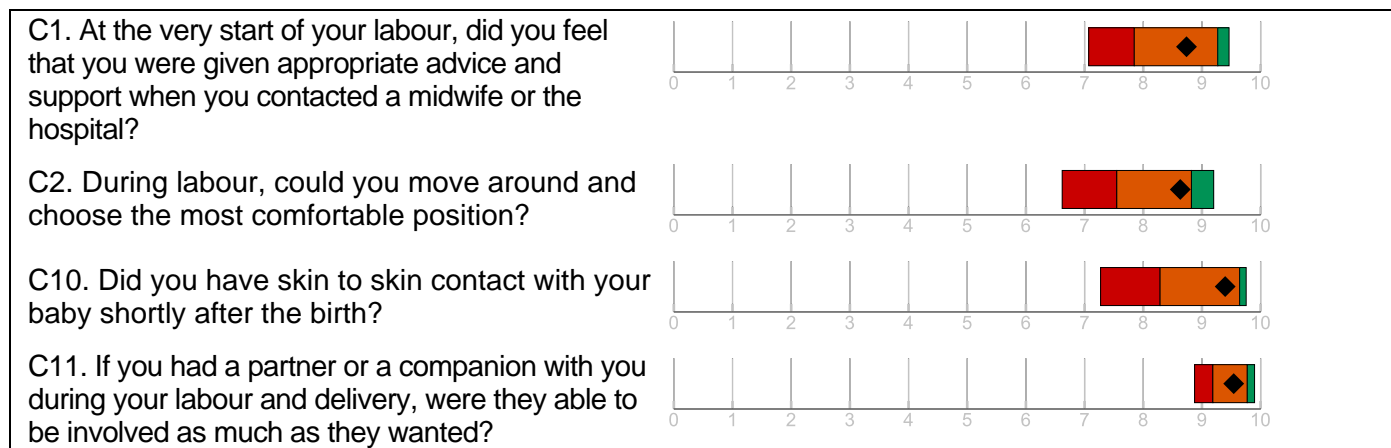 C1. At the very start of your labour, did you feel
that you were given appropriate advice and
support when you contacted a midwife or the
hospital?
0 1 2 3 4 5 6 7 8 9 10
C2. During labour, could you move around and
choose the most comfortable position?
0 1 2 3 4 5 6 7 8 9 10
C10. Did you have skin to skin contact with your
baby shortly after the birth?
0 1 2 3 4 5 6 7 8 9 10
C11. If you had a partner or a companion with you
during your labour and delivery, were they able to
be involved as much as they wanted?
0 1 2 3 4 5 6 7 8 9 10